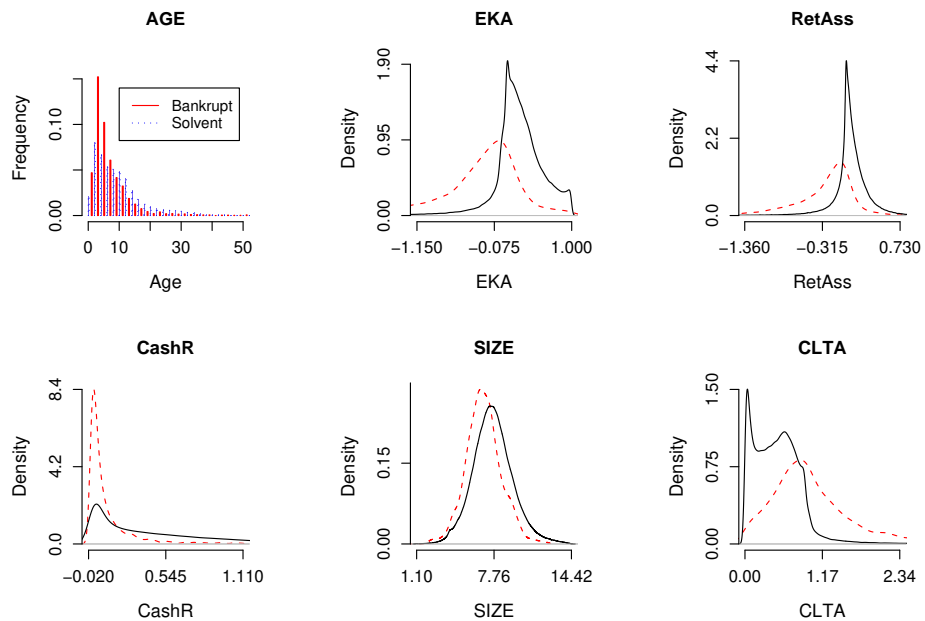 AGE
Frequency
0.00 0.10
Bankrupt
Solvent
0 10 30 50
Age
EKA
Density
0.00 0.95 1.90
−1.150 −0.075 1.000
EKA
RetAss
Density
0.0 2.2 4.4
−1.360 −0.315 0.730
RetAss
CashR
Density
0.0 4.2 8.4
−0.020 0.545 1.110
CashR
SIZE
Density
0.00 0.15
1.10 7.76 14.42
SIZE
CLTA
Density
0.00 0.75 1.50
0.00 1.17 2.34
CLTA